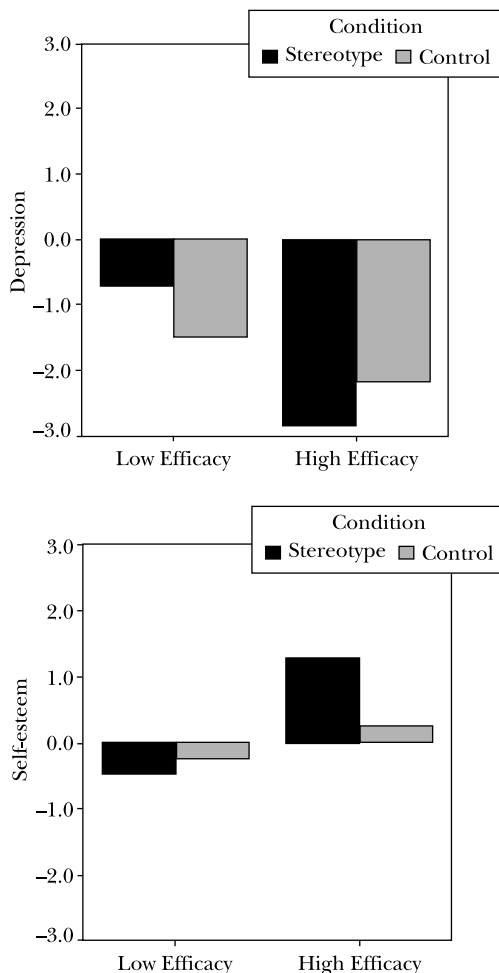 Condition
Stereotype Control
3.0
2.0
1.0
0.0
−1.0
−2.0
−3.0
Depression
Low Efficacy High Efficacy
Condition
Stereotype Control
3.0
2.0
1.0
0.0
−1.0
−2.0
−3.0
Self-esteem
Low Efficacy High Efficacy